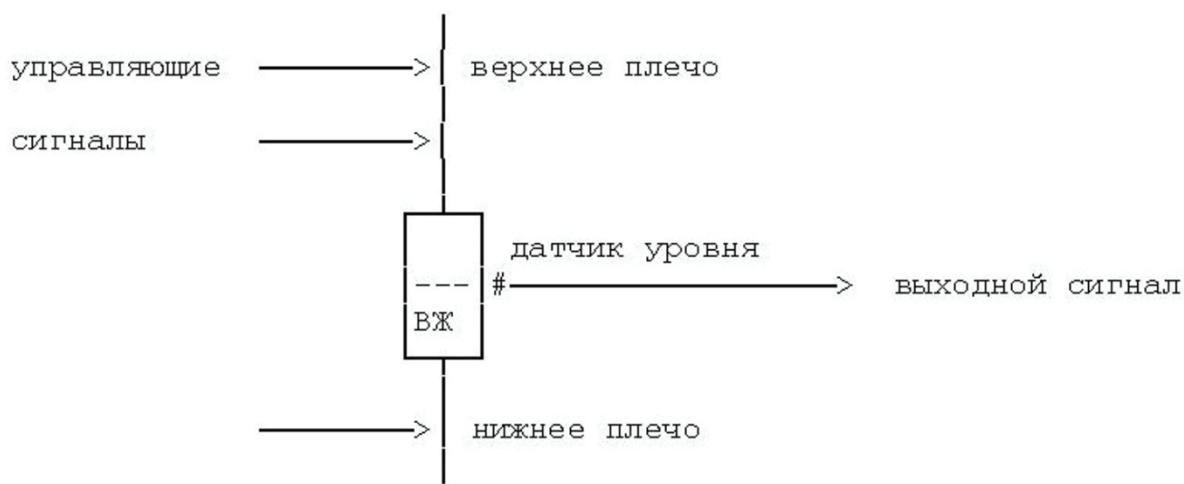 управляющие верхнее плечо
сигналы
датчик уровня
--- # выходной сигнал
ВЖ
нижнее плечо